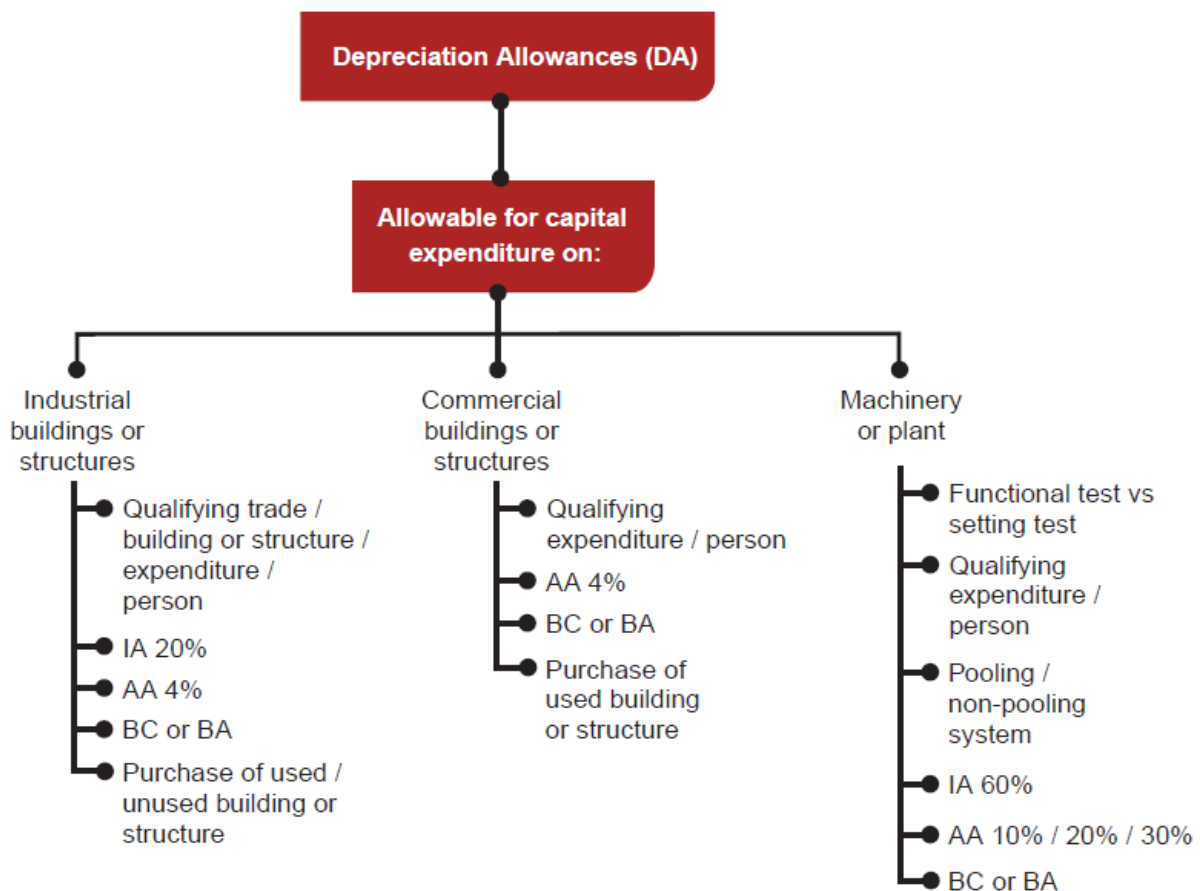 Depreciation Allowances (DA)
Allowable for capital
expenditure on:
Industrial
buildings or
structures
Qualifying trade /
building or structure /
expenditure /
person
IA 20%
AA 4%
BC or BA
Purchase of used /
unused building or
structure
Commercial
buildings or
structures
Qualifying
expenditure / person
AA 4%
BC or BA
Purchase of
used building
or structure
Machinery
or plant
Functional test vs
setting test
Qualifying
expenditure /
person
Pooling /
non-pooling
system
IA 60%
AA 10% / 20% / 30%
BC or BA